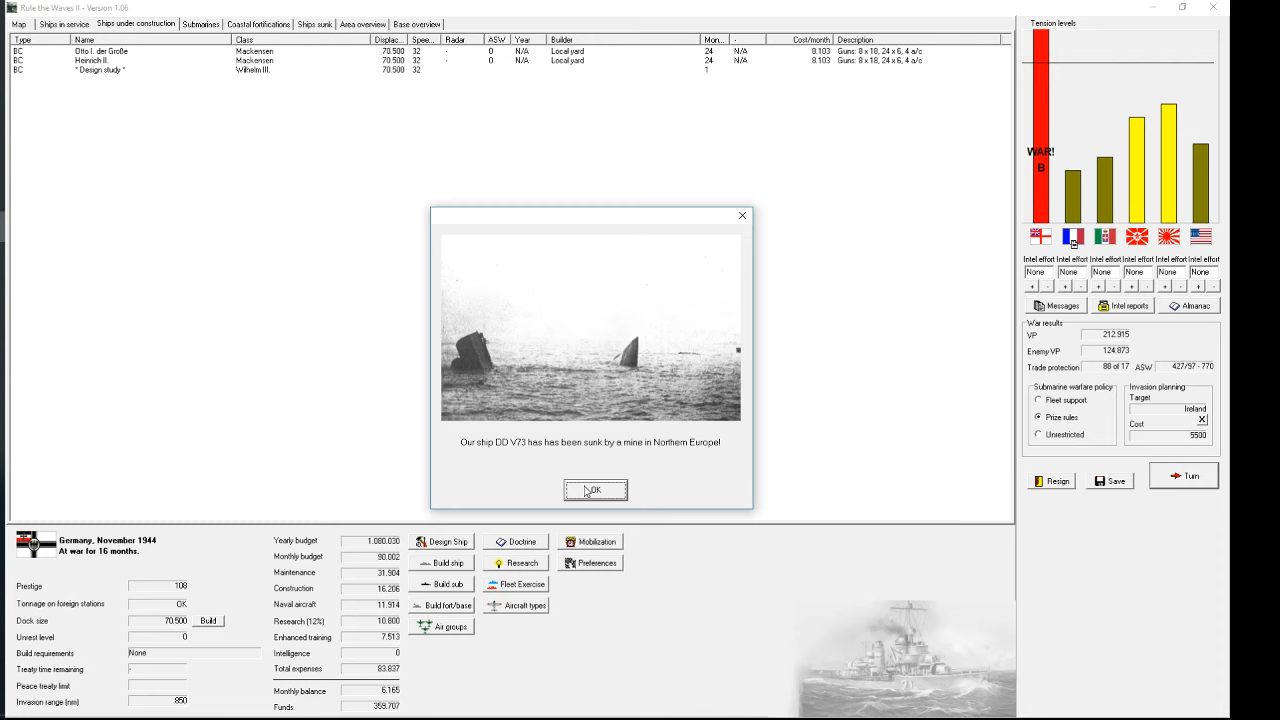 Rule the Waves II - Version 1.06
Map Ships in service Ships under construction Submarines Coastal fortifications Ships sunk Area overview Base overview
Type Name Class Displac... Spee... Radar ASW Year Builder Mon... - Cost/month Description
BC Otto I. der Große Mackensen 70.500 32 - 0 N/A Local yard 24 N/A 8.103 Guns: 8 x 18, 24 x 6, 4 a/c
BC Heinrich II. Mackensen 70.500 32 - 0 N/A Local yard 24 N/A 8.103 Guns: 8 x 18, 24 x 6, 4 a/c
BC * Design study * Wilhelm III. 70.500 32 1
Our ship DD V73 has has been sunk by a mine in Northern Europe!
OK
Tension levels
WAR!
B
Intel effort Intel effort Intel effort Intel effort Intel effort Intel effort
None None None None None None
+ - + - + - + - + - + -
Messages Intel reports Almanac
War results
VP 212.915
Enemy VP 124.873
Trade protection 88 of 17 ASW 427/97 - 770
Submarine warfare policy
Fleet support
Prize rules
Unrestricted
Invasion planning
Target
Ireland
X
Cost
5500
Resign Save Turn
Germany, November 1944
At war for 16 months.
Prestige 108
Tonnage on foreign stations OK
Dock size 70.500 Build
Unrest level 0
Build requirements None
Treaty time remaining -
Peace treaty limit
Invasion range (nm) 850
Yearly budget 1.080.030
Monthly budget 90.002
Maintenance 31.904
Construction 16.206
Naval aircraft 11.914
Research (12%) 10.800
Enhanced training 7.513
Intelligence 0
Total expenses 83.837
Monthly balance 6.165
Funds 359.707
Design Ship Doctrine Mobilization
Build ship Research Preferences
Build sub Fleet Exercise
Build fort/base Aircraft types
Air groups